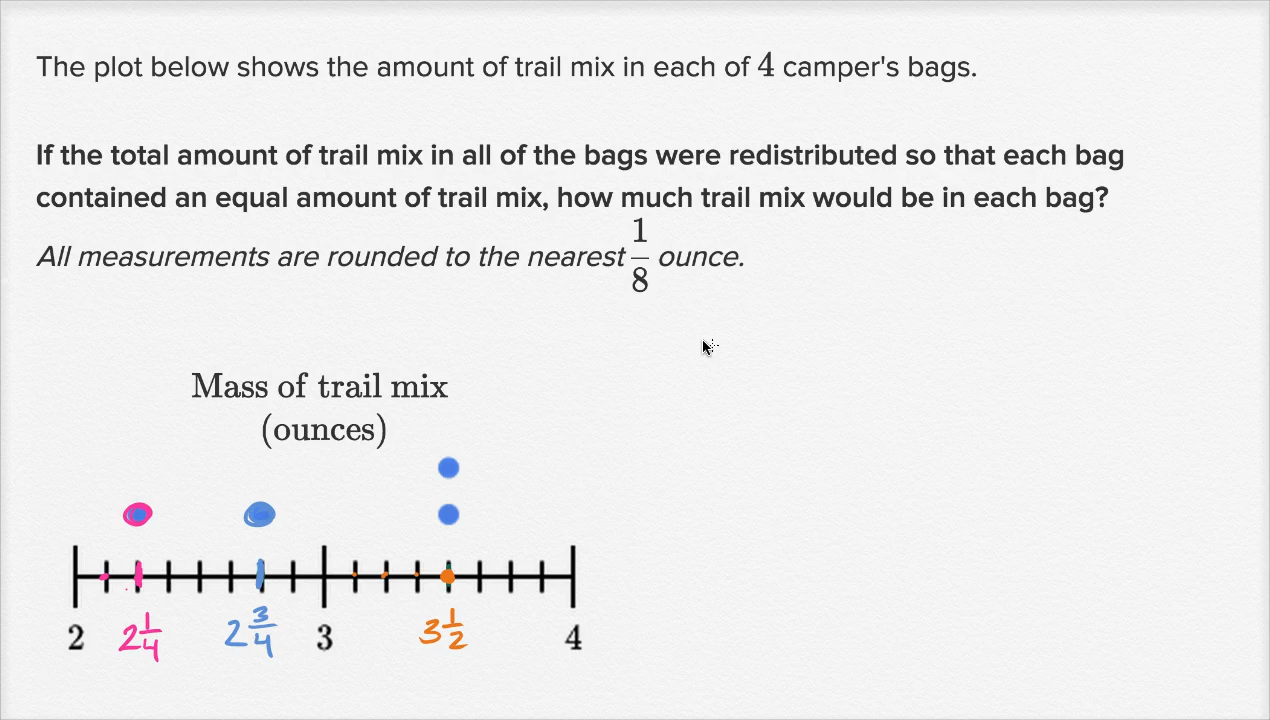 The plot below shows the amount of trail mix in each of 4 camper's bags.
If the total amount of trail mix in all of the bags were redistributed so that each bag
contained an equal amount of trail mix, how much trail mix would be in each bag?
All measurements are rounded to the nearest 1/8 ounce.
Mass of trail mix
(ounces)
2 2 1/4 2 3/4 3 3 1/2 4